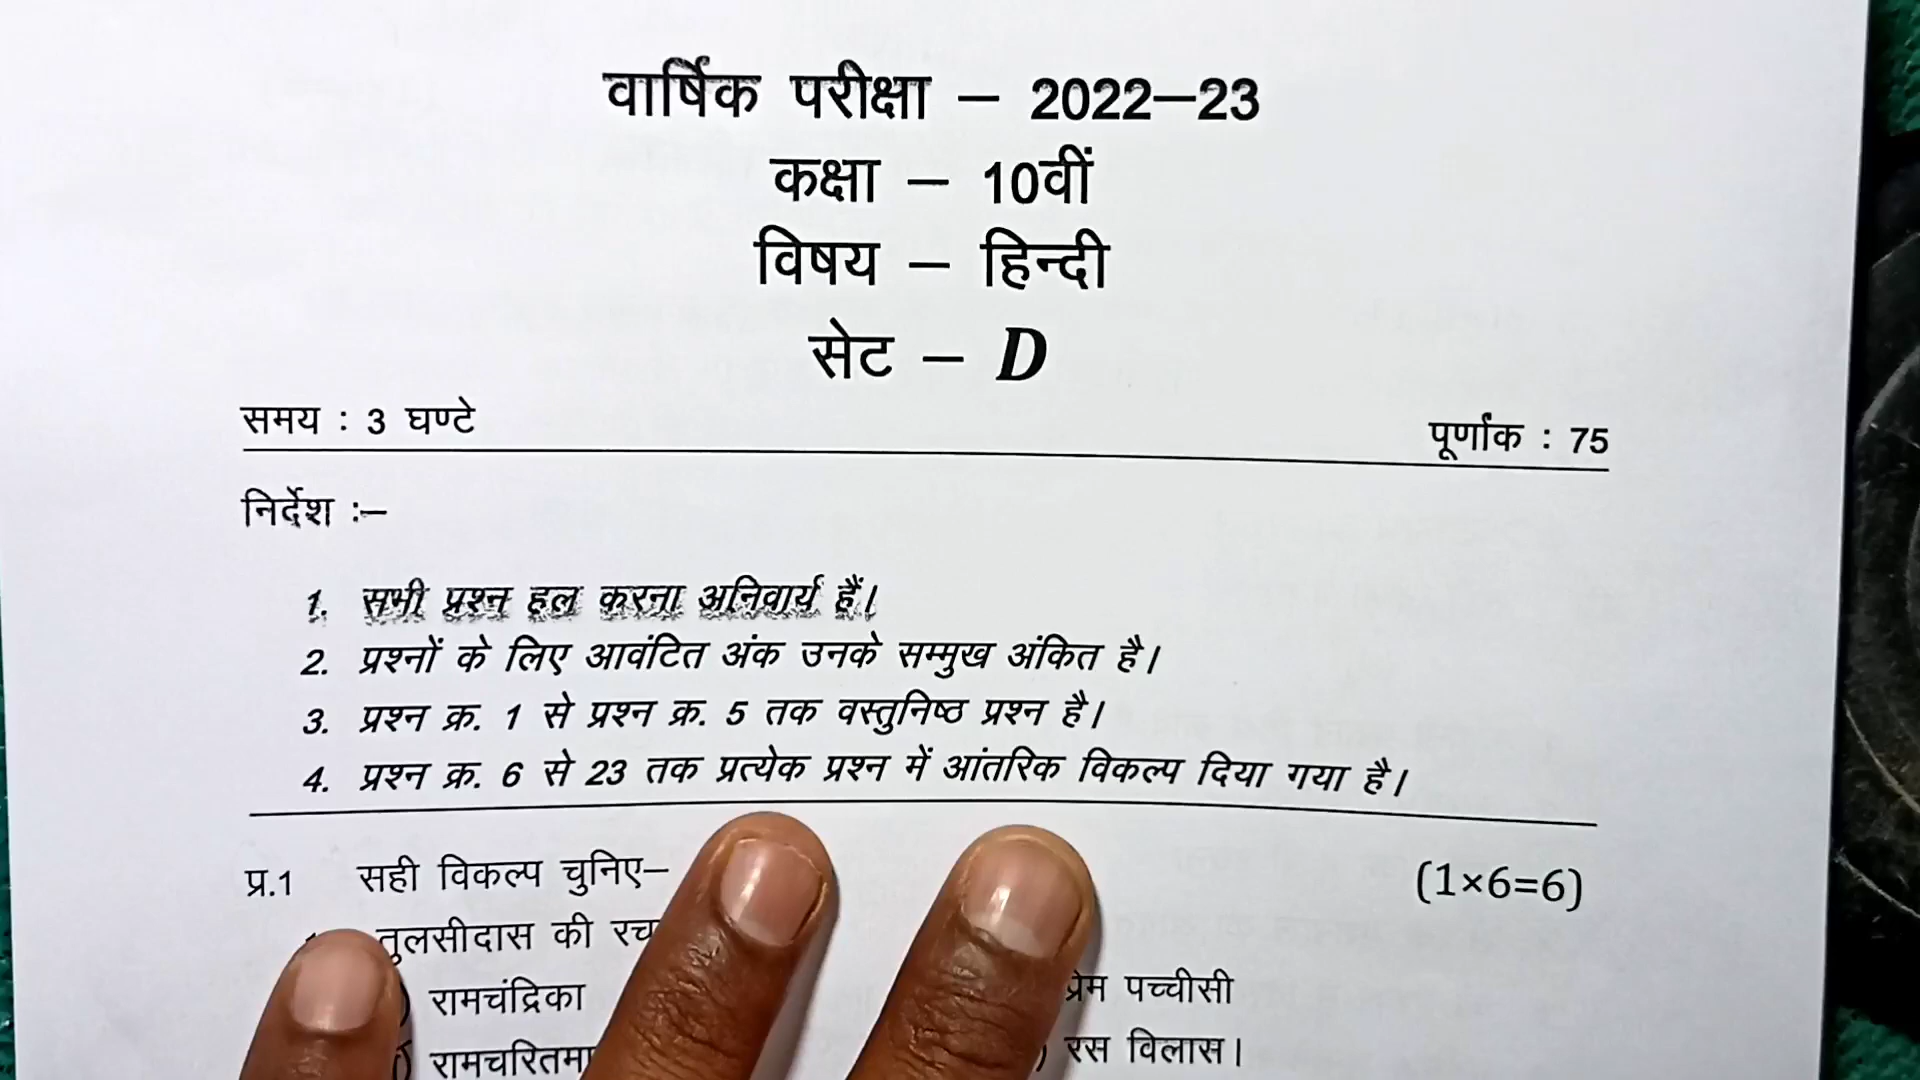 वार्षिक परीक्षा – 2022–23
कक्षा – 10वीं
विषय – हिन्दी
सेट – D
समय : 3 घण्टे पूर्णांक : 75
निर्देश :–
1. सभी प्रश्न हल करना अनिवार्य हैं।
2. प्रश्नों के लिए आवंटित अंक उनके सम्मुख अंकित है।
3. प्रश्न क्र. 1 से प्रश्न क्र. 5 तक वस्तुनिष्ठ प्रश्न है।
4. प्रश्न क्र. 6 से 23 तक प्रत्येक प्रश्न में आंतरिक विकल्प दिया गया है।
प्र.1 सही विकल्प चुनिए– (1×6=6)
तुलसीदास की
रामचंद्रिका प्रेम पच्चीसी
रस विलास।